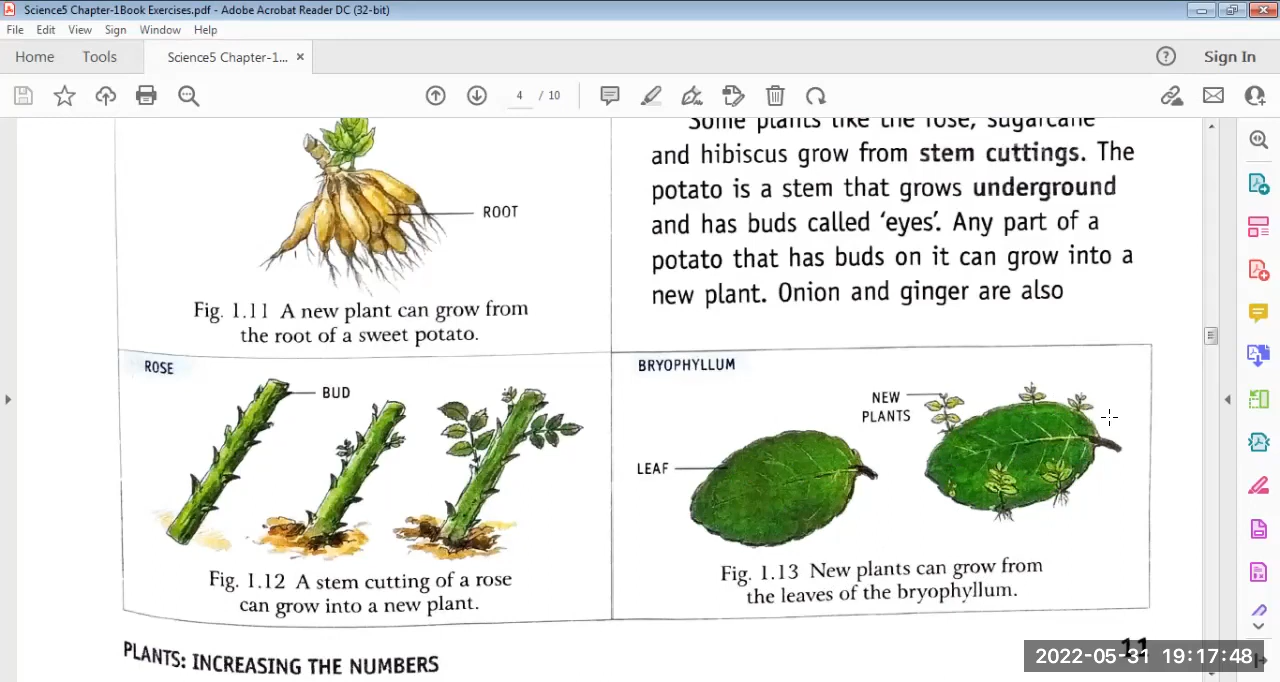 Science5 Chapter-1Book Exercises.pdf - Adobe Acrobat Reader DC (32-bit)
File Edit View Sign Window Help
Home Tools Science5 Chapter-1... × Sign In
4 / 10
ROOT
Fig. 1.11 A new plant can grow from
the root of a sweet potato.
Some plants like the rose, sugarcane
and hibiscus grow from stem cuttings. The
potato is a stem that grows underground
and has buds called ‘eyes’. Any part of a
potato that has buds on it can grow into a
new plant. Onion and ginger are also
ROSE
BUD
Fig. 1.12 A stem cutting of a rose
can grow into a new plant.
BRYOPHYLLUM
NEW
PLANTS
LEAF
Fig. 1.13 New plants can grow from
the leaves of the bryophyllum.
PLANTS: INCREASING THE NUMBERS
11
2022-05-31 19:17:48